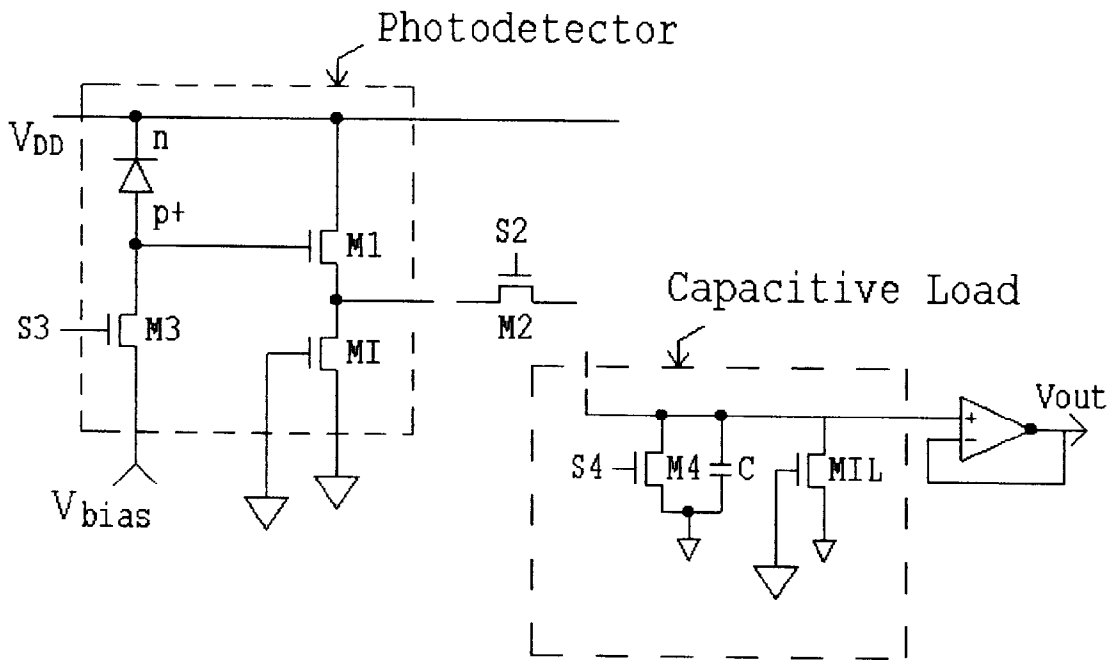 Photodetector
VDD
n
p+
M1
S2
M2
S3
M3
MI
Vbias
Capacitive Load
S4
M4
C
MIL
+
−
Vout